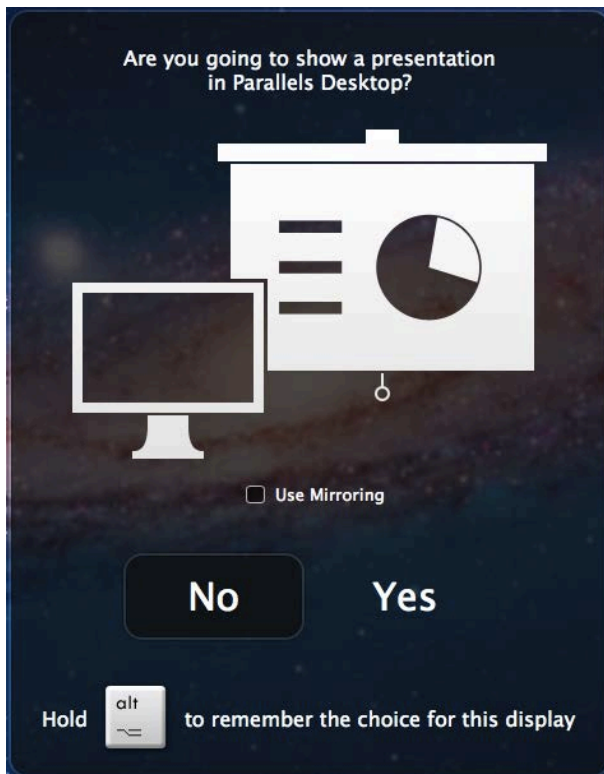 Are you going to show a presentation
in Parallels Desktop?
Use Mirroring
No Yes
Hold alt ⌥ to remember the choice for this display